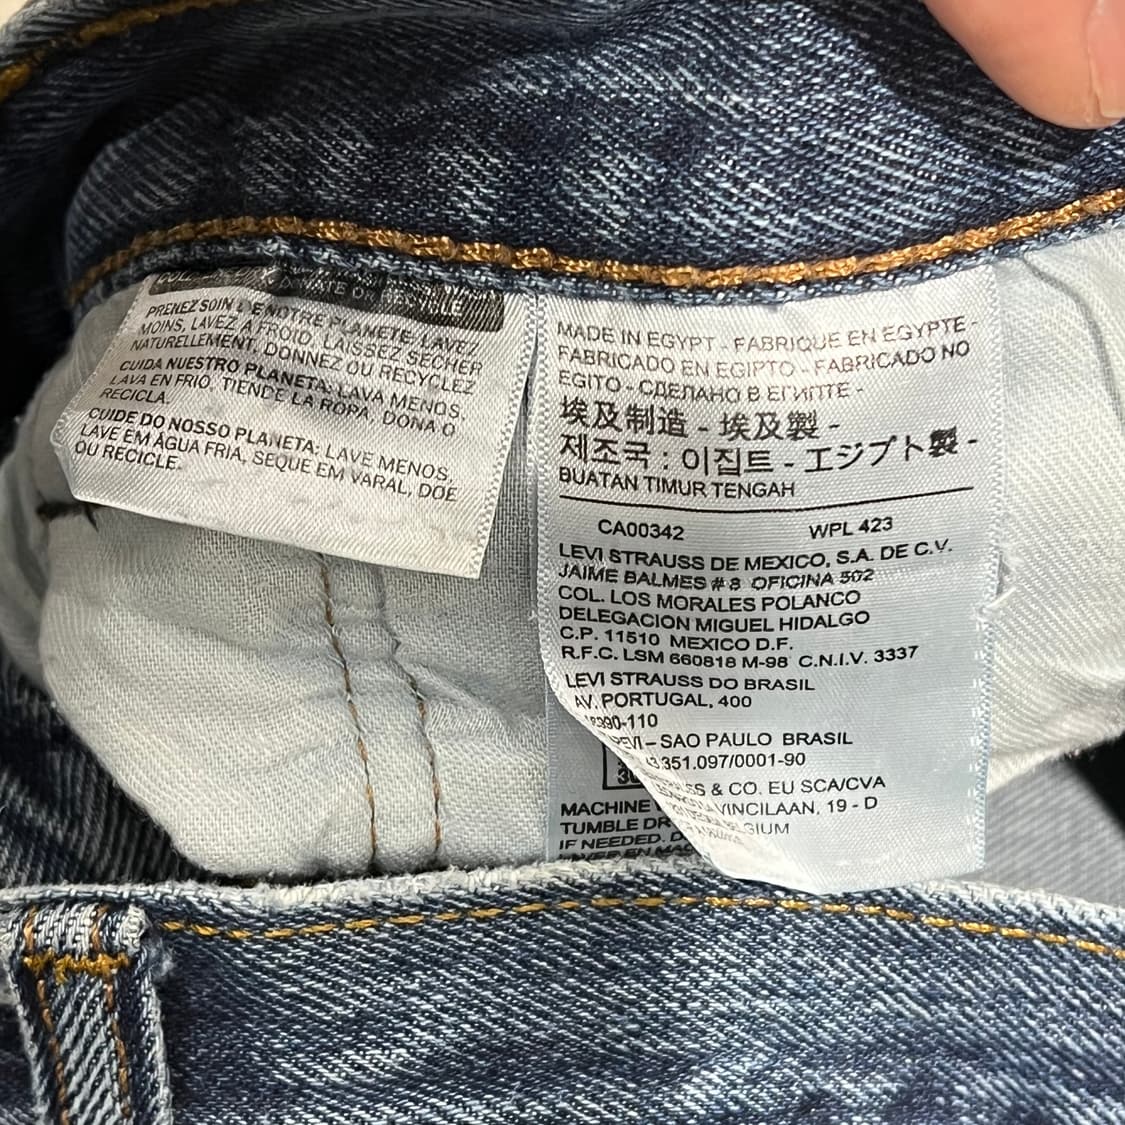 PRENEZ SOIN DE NOTRE PLANETE: LAVEZ
MOINS, LAVEZ A FROID, LAISSEZ SECHER
NATURELLEMENT, DONNEZ OU RECYCLEZ
CUIDA NUESTRO PLANETA: LAVA MENOS,
LAVA EN FRIO, TIENDE LA ROPA, DONA O
RECICLA.
CUIDE DO NOSSO PLANETA: LAVE MENOS,
LAVE EM ÁGUA FRIA, SEQUE EM VARAL, DOE
OU RECICLE.
MADE IN EGYPT - FABRIQUE EN EGYPTE -
FABRICADO EN EGIPTO - FABRICADO NO
EGITO - СДЕЛАНО В ЕГИПТЕ -
埃及制造 - 埃及製 -
제조국 : 이집트 - エジプト製 -
BUATAN TIMUR TENGAH
CA00342 WPL 423
LEVI STRAUSS DE MEXICO, S.A. DE C.V.
JAIME BALMES # 8 OFICINA 502
COL. LOS MORALES POLANCO
DELEGACION MIGUEL HIDALGO
C.P. 11510 MEXICO D.F.
R.F.C. LSM 660818 M-98 C.N.I.V. 3337
LEVI STRAUSS DO BRASIL
AV. PORTUGAL, 400
390-110
– SAO PAULO BRASIL
351.097/0001-90
& CO. EU SCA/CVA
19 - D
MACHINE
TUMBLE
IF NEEDED.